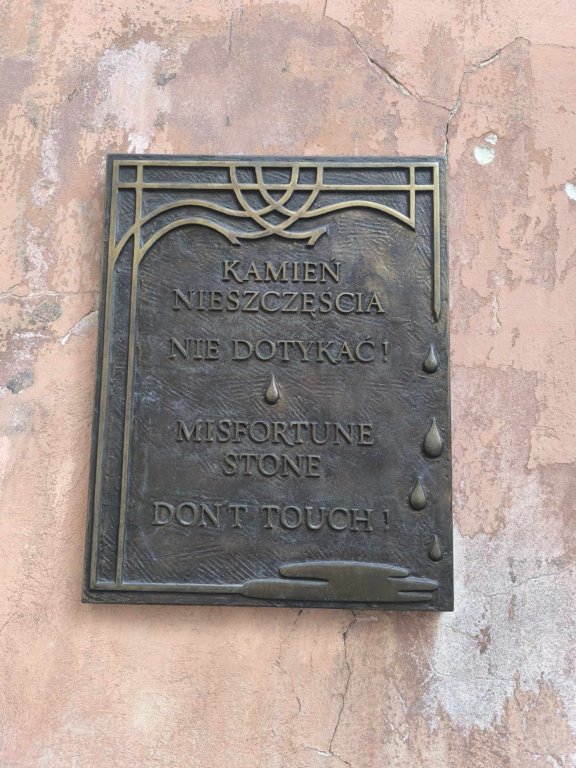 KAMIEŃ
NIESZCZĘŚCIA
NIE DOTYKAĆ!
MISFORTUNE
STONE
DON'T TOUCH!